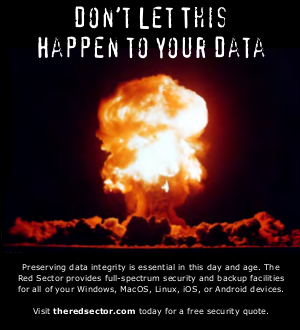 DON'T LET THIS
HAPPEN TO YOUR DATA
Preserving data integrity is essential in this day and age. The
Red Sector provides full-spectrum security and backup facilities
for all of your Windows, MacOS, Linux, iOS, or Android devices.
Visit theredsector.com today for a free security quote.